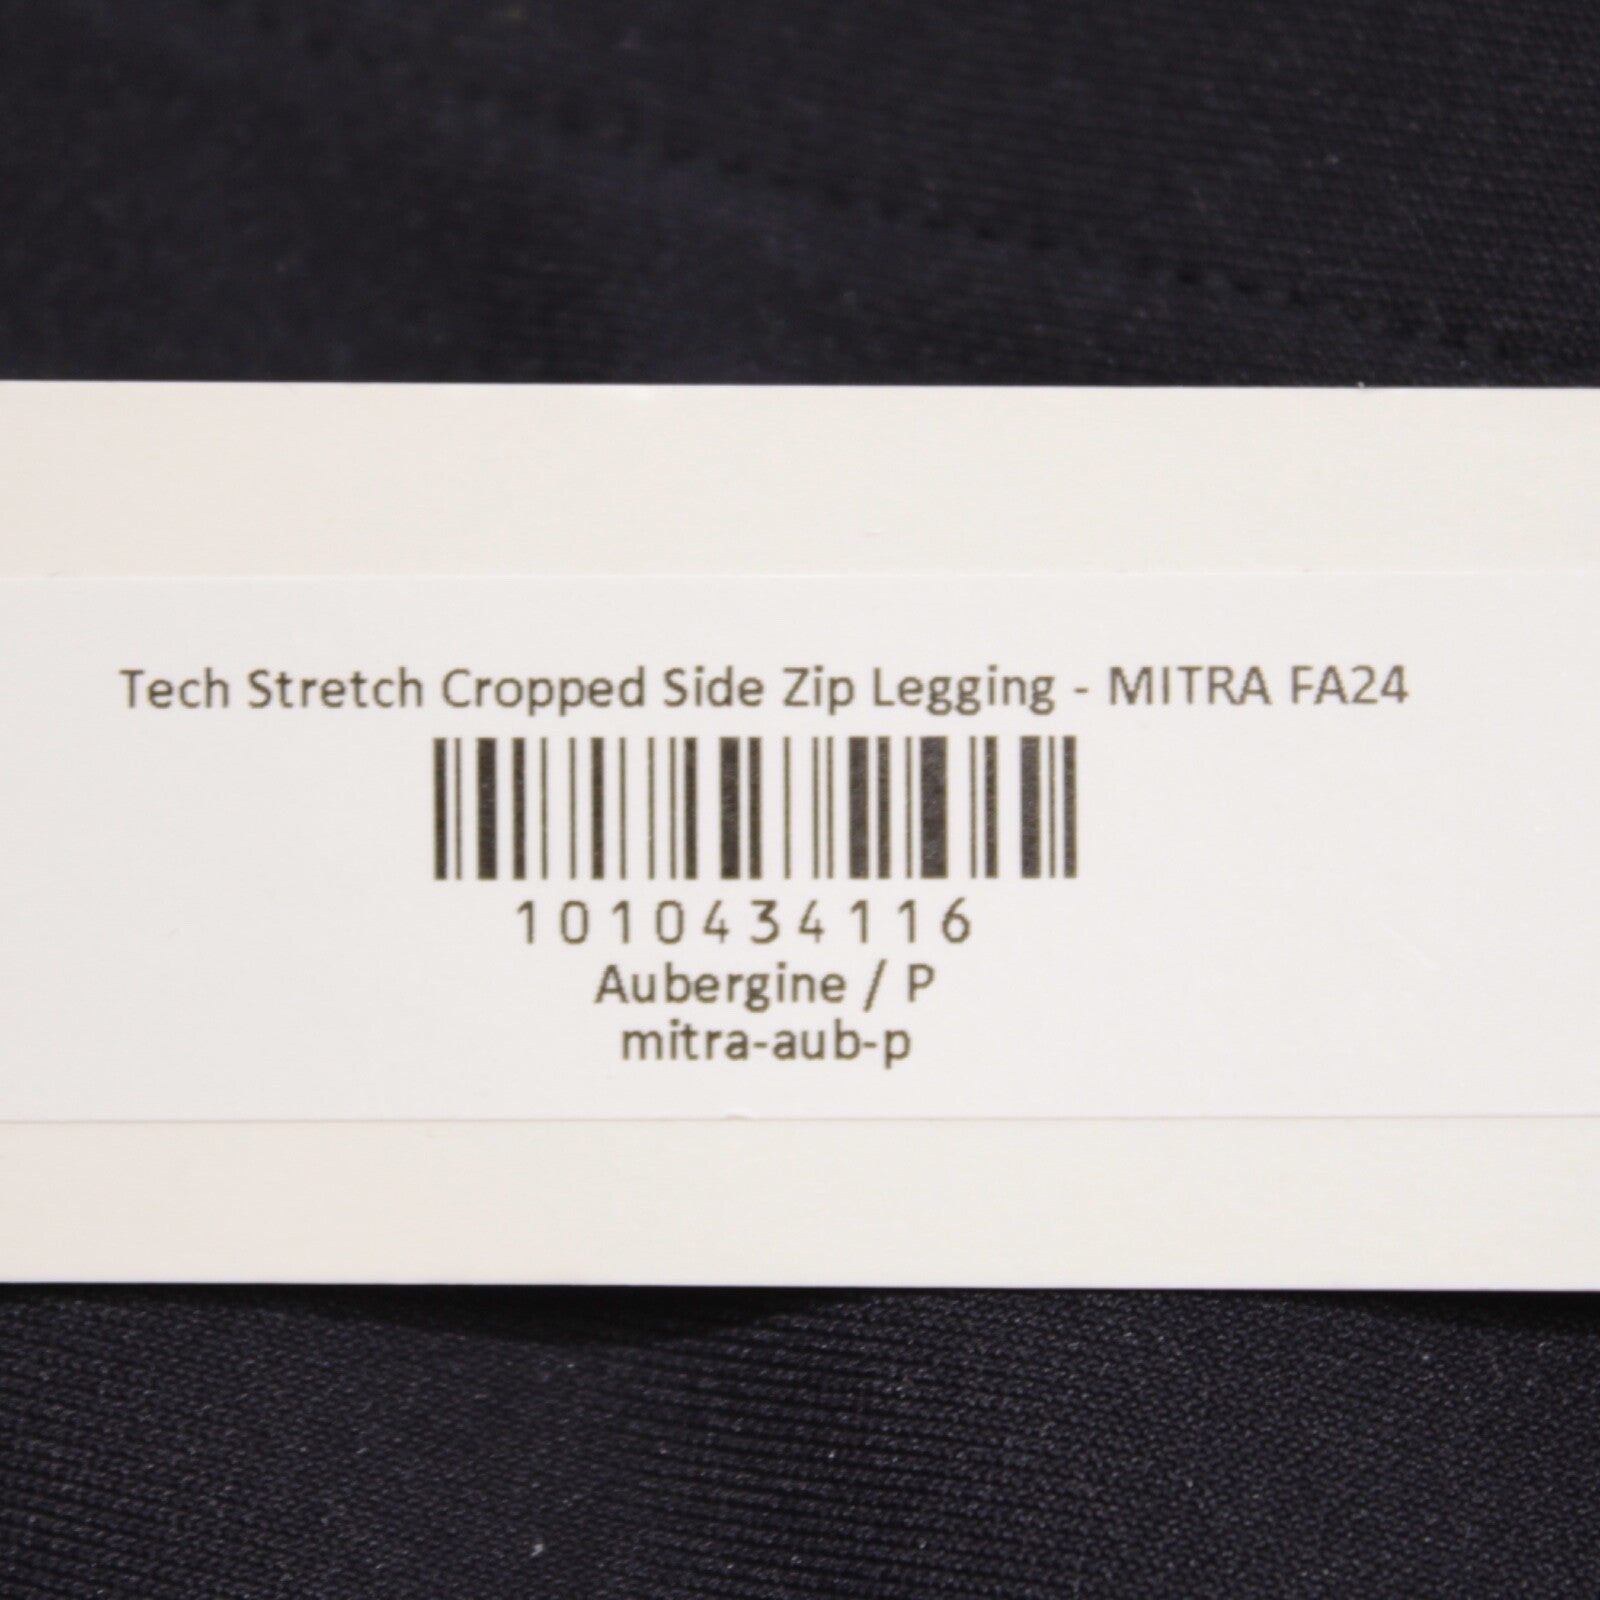 Tech Stretch Cropped Side Zip Legging - MITRA FA24
1010434116
Aubergine / P
mitra-aub-p